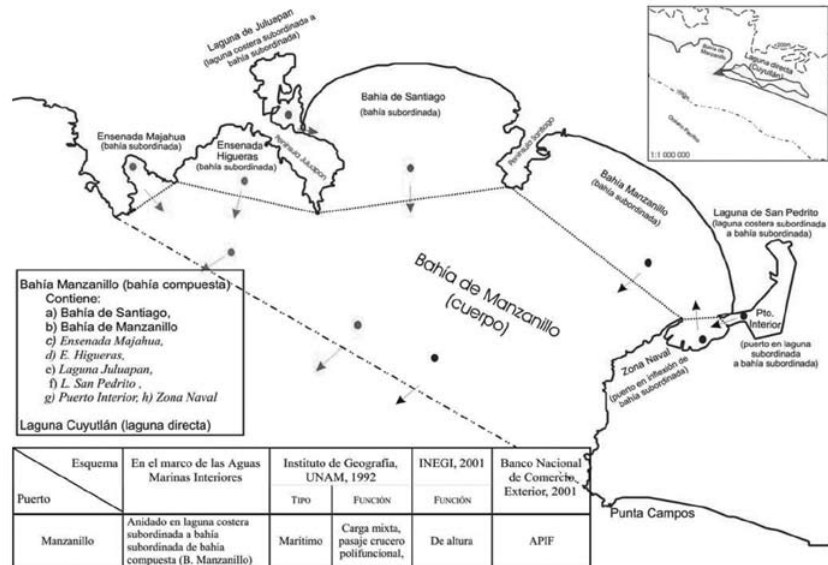 Laguna de Juluapan
(laguna costera subordinada a
bahía subordinada)
Bahía de Santiago
(bahía subordinada)
Ensenada Majahua
(bahía subordinada)
Ensenada
Higueras
(bahía subordinada)
Península Juluapan
Península Santiago
Bahía Manzanillo
(bahía subordinada)
Laguna de San Pedrito
(laguna costera subordinada
a bahía subordinada)
Bahía de
Manzanillo
Laguna directa
(Cuyutlán)
Océano Pacífico
1:1 000 000
Bahía de Manzanillo
(cuerpo)
Pto.
Interior
(puerto en laguna
subordinada
a bahía subordinada)
Zona Naval
(puerto en inflexión de
bahía subordinada)
Bahía Manzanillo (bahía compuesta)
Contiene:
a) Bahía de Santiago,
b) Bahía de Manzanillo
c) Ensenada Majahua,
d) E. Higueras,
e) Laguna Juluapan,
f) L. San Pedrito ,
g) Puerto Interior, h) Zona Naval
Laguna Cuyutlán (laguna directa)
Punta Campos
Esquema
Puerto
En el marco de las Aguas
Marinas Interiores
Instituto de Geografía,
UNAM, 1992
TIPO
FUNCIÓN
INEGI, 2001
FUNCIÓN
Banco Nacional
de Comercio
Exterior, 2001
Manzanillo
Anidado en laguna costera
subordinada a bahía
subordinada de bahía
compuesta (B. Manzanillo)
Marítimo
Carga mixta,
pasaje crucero
polifuncional,
De altura
APIF